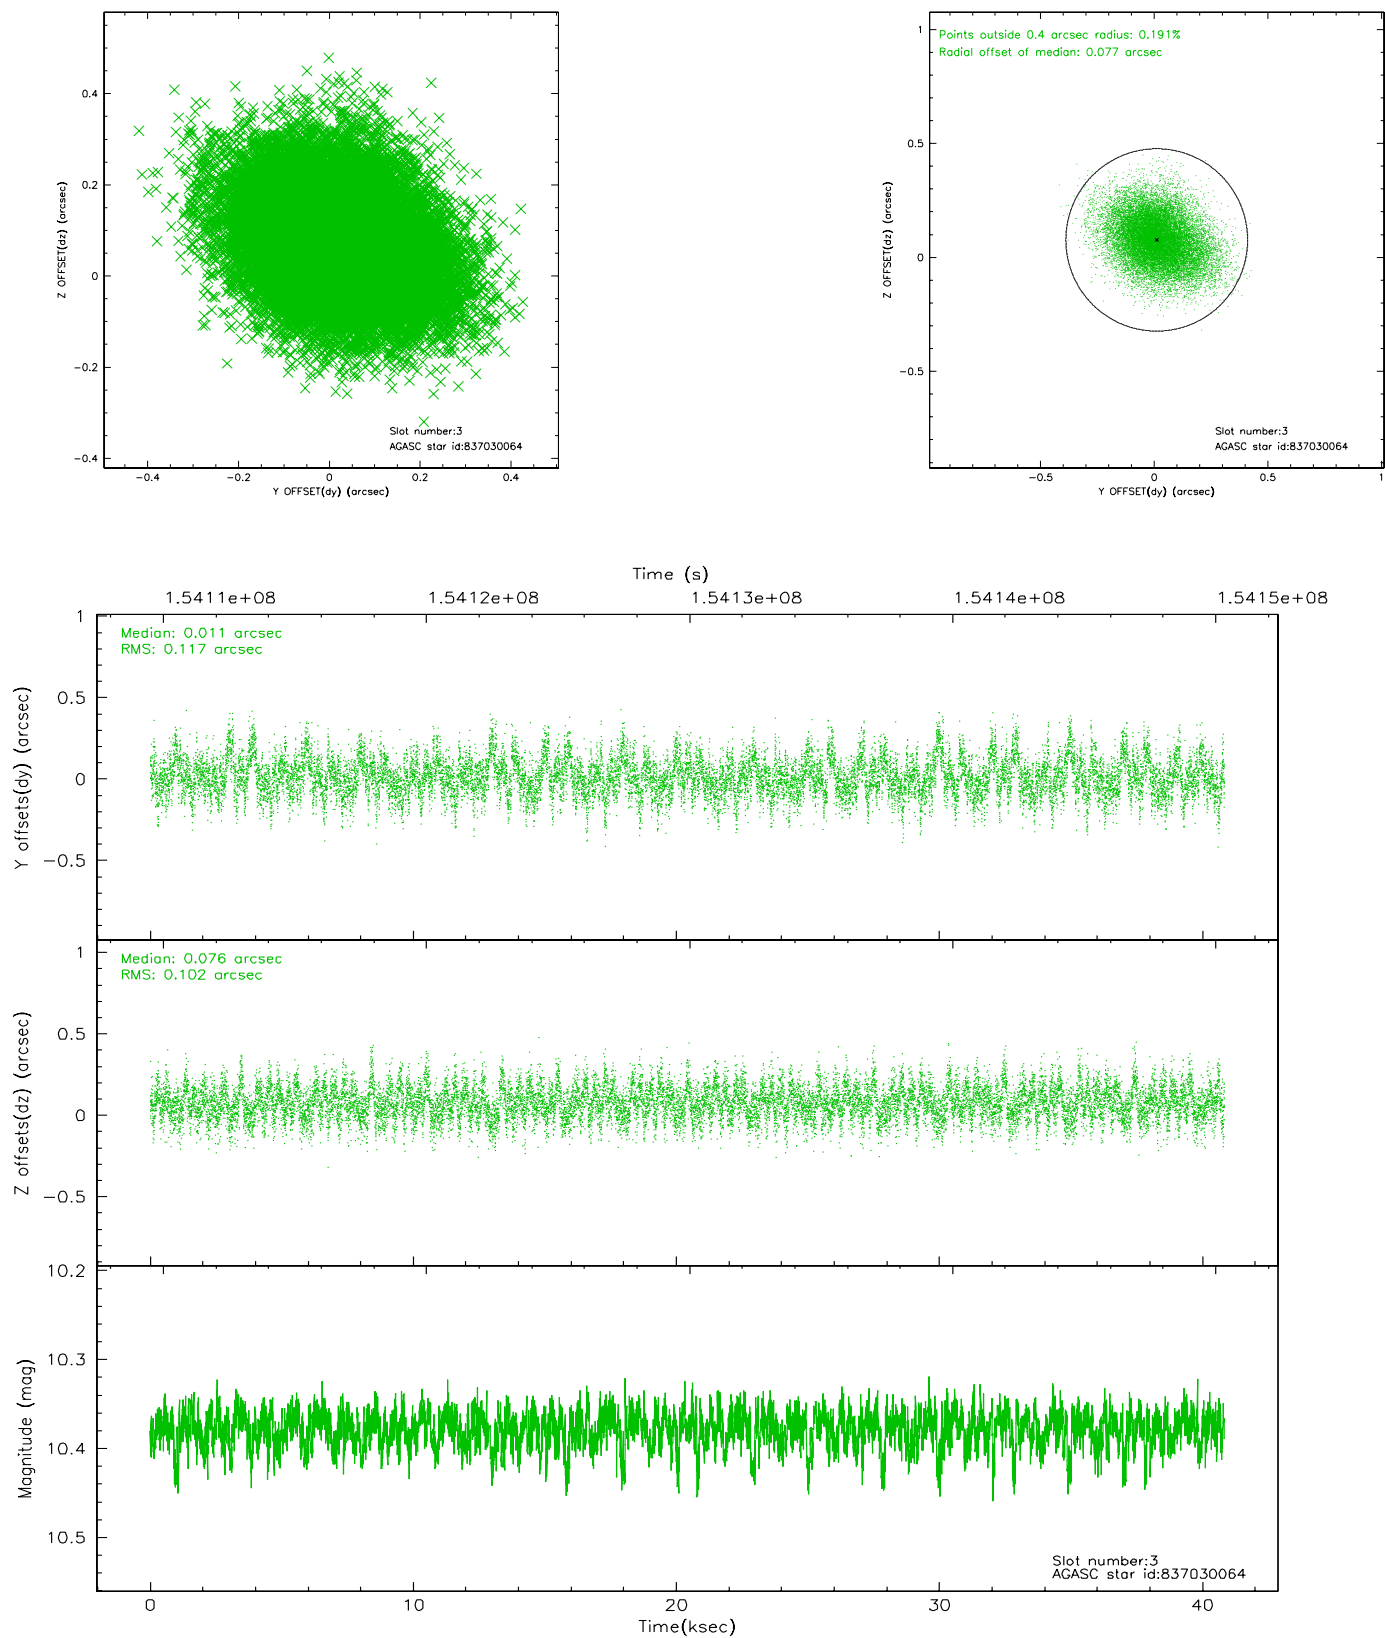 0.4
0.2
0
−0.2
−0.4
Z OFFSET(dz) (arcsec)
−0.4
−0.2
0
0.2
0.4
Y OFFSET(dy) (arcsec)
Slot number:3
AGASC star id:837030064
Points outside 0.4 arcsec radius: 0.191%
Radial offset of median: 0.077 arcsec
1
0.5
0
−0.5
Z OFFSET(dz) (arcsec)
−0.5
0
0.5
1
Y OFFSET(dy) (arcsec)
Slot number:3
AGASC star id:837030064
Time (s)
1.5411e+08
1.5412e+08
1.5413e+08
1.5414e+08
1.5415e+08
Median: 0.011 arcsec
RMS: 0.117 arcsec
1
0.5
0
−0.5
Y offsets(dy) (arcsec)
Median: 0.076 arcsec
RMS: 0.102 arcsec
1
0.5
0
−0.5
Z offsets(dz) (arcsec)
10.2
10.3
10.4
10.5
Magnitude (mag)
Slot number:3
AGASC star id:837030064
0
10
20
30
40
Time(ksec)